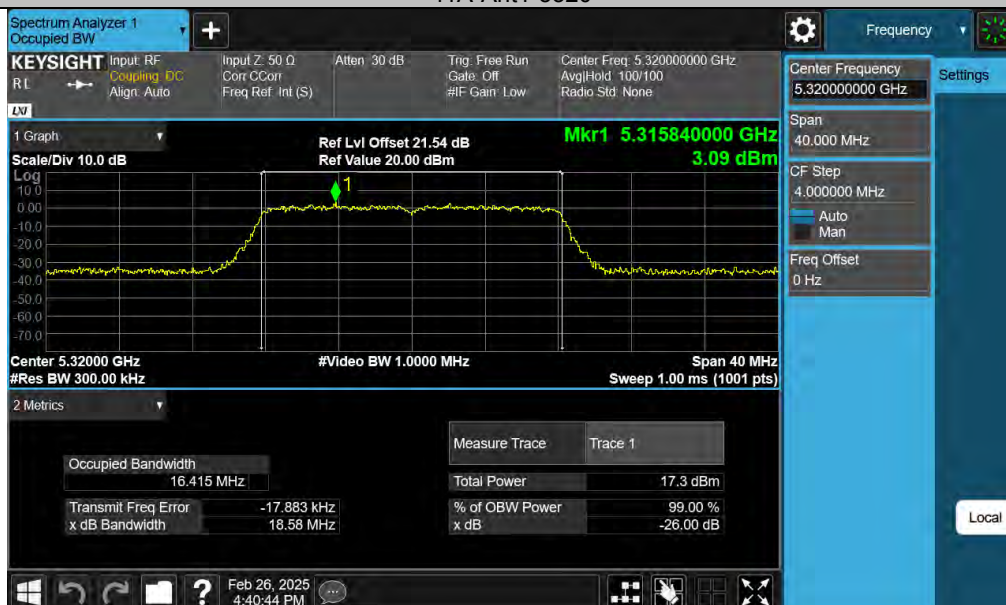 Spectrum Analyzer 1
Occupied BW
+
Frequency
KEYSIGHT
RL
LXI
Input: RF
Coupling: DC
Align: Auto
Input Z: 50 Ω
Corr CCorr
Freq Ref: Int (S)
Atten: 30 dB
Trig: Free Run
Gate: Off
#IF Gain: Low
Center Freq: 5.320000000 GHz
Avg|Hold: 100/100
Radio Std: None
Center Frequency
5.320000000 GHz
Settings
Span
40.000 MHz
CF Step
4.000000 MHz
Auto
Man
Freq Offset
0 Hz
1 Graph
Scale/Div 10.0 dB
Ref Lvl Offset 21.54 dB
Ref Value 20.00 dBm
Mkr1 5.315840000 GHz
3.09 dBm
Log
10.0
0.00
-10.0
-20.0
-30.0
-40.0
-50.0
-60.0
-70.0
1
Center 5.32000 GHz
#Res BW 300.00 kHz
#Video BW 1.0000 MHz
Span 40 MHz
Sweep 1.00 ms (1001 pts)
2 Metrics
Measure Trace Trace 1
Occupied Bandwidth
16.415 MHz
Total Power 17.3 dBm
Transmit Freq Error -17.883 kHz
% of OBW Power 99.00 %
x dB Bandwidth 18.58 MHz
x dB -26.00 dB
Local
?
Feb 26, 2025
4:40:44 PM